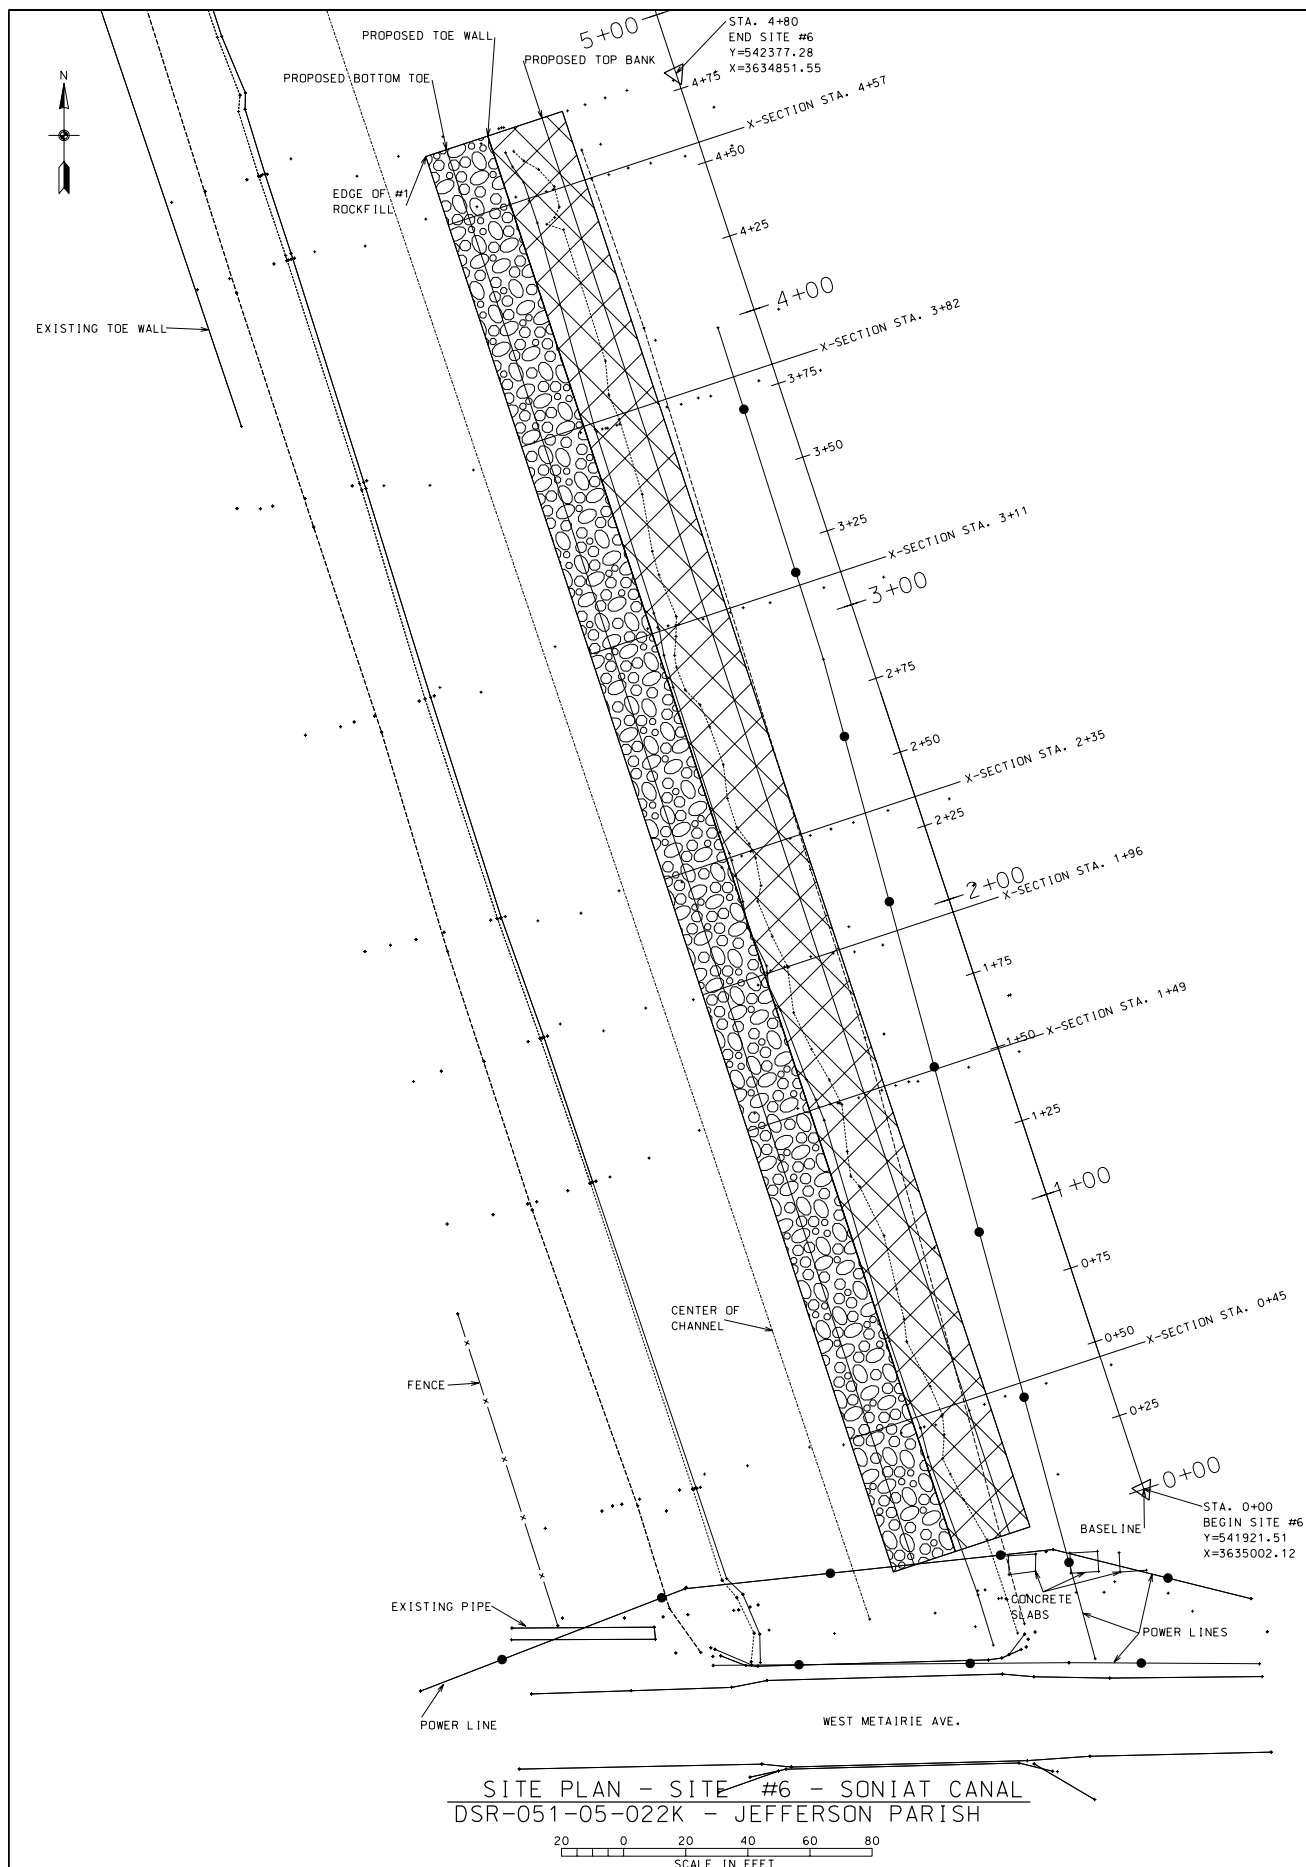 STA. 4+80
END SITE #6
Y=542377.28
X=3634851.55
5+00
PROPOSED TOE WALL
PROPOSED TOP BANK
PROPOSED BOTTOM TOE
N
4+75
X-SECTION STA. 4+57
4+50
EDGE OF #1
ROCKFILL
4+25
4+00
X-SECTION STA. 3+82
EXISTING TOE WALL
3+75
3+50
3+25
X-SECTION STA. 3+11
3+00
2+75
2+50
X-SECTION STA. 2+35
2+25
2+00
X-SECTION STA. 1+96
1+75
X-SECTION STA. 1+49
1+50
1+25
1+00
0+75
CENTER OF
CHANNEL
X-SECTION STA. 0+45
0+50
FENCE
0+25
0+00
STA. 0+00
BEGIN SITE #6
Y=541921.51
X=3635002.12
BASELINE
CONCRETE
SLABS
EXISTING PIPE
POWER LINES
POWER LINE
WEST METAIRIE AVE.
SITE PLAN - SITE #6 - SONIAT CANAL
DSR-051-05-022K - JEFFERSON PARISH
20 0 20 40 60 80
SCALE IN FEET